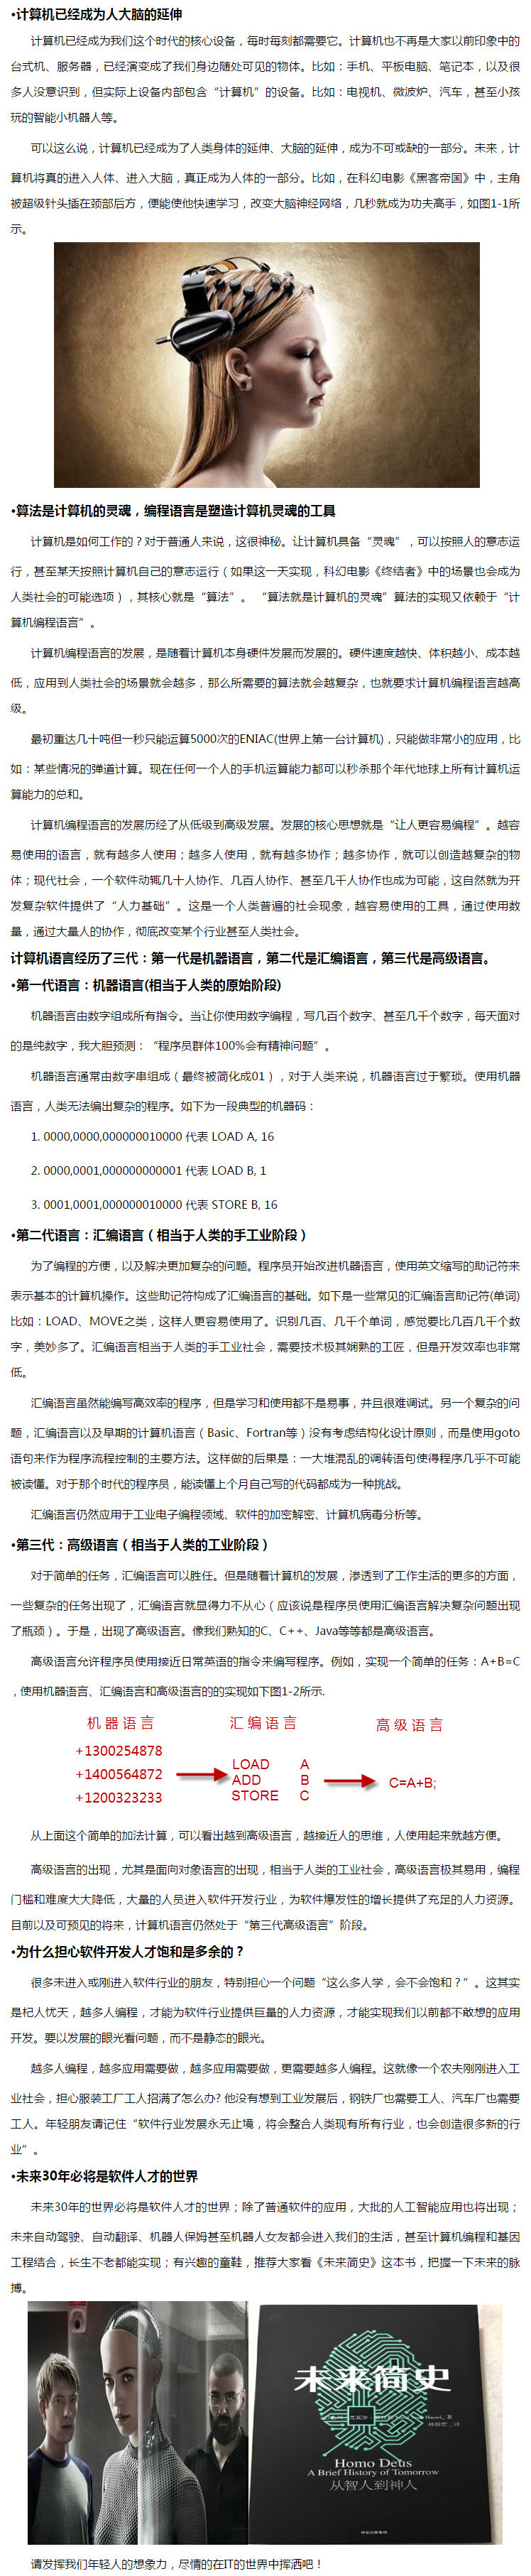 •计算机已经成为人大脑的延伸
计算机已经成为我们这个时代的核心设备，每时每刻都需要它。计算机也不再是大家以前印象中的
台式机、服务器，已经演变成了我们身边随处可见的物体。比如：手机、平板电脑、笔记本，以及很
多人没意识到，但实际上设备内部包含“计算机”的设备。比如：电视机、微波炉、汽车，甚至小孩
玩的智能小机器人等。
可以这么说，计算机已经成为了人类身体的延伸、大脑的延伸，成为不可或缺的一部分。未来，计
算机将真的进入人体、进入大脑，真正成为人体的一部分。比如，在科幻电影《黑客帝国》中，主角
被超级针头插在颈部后方，便能使他快速学习，改变大脑神经网络，几秒就成为功夫高手，如图1-1所
示。
•算法是计算机的灵魂，编程语言是塑造计算机灵魂的工具
计算机是如何工作的？对于普通人来说，这很神秘。让计算机具备“灵魂”，可以按照人的意志运
行，甚至某天按照计算机自己的意志运行（如果这一天实现，科幻电影《终结者》中的场景也会成为
人类社会的可能选项），其核心就是“算法”。 “算法就是计算机的灵魂”算法的实现又依赖于“计
算机编程语言”。
计算机编程语言的发展，是随着计算机本身硬件发展而发展的。硬件速度越快、体积越小、成本越
低，应用到人类社会的场景就会越多，那么所需要的算法就会越复杂，也就要求计算机编程语言越高
级。
最初重达几十吨但一秒只能运算5000次的ENIAC(世界上第一台计算机)，只能做非常小的应用，比
如：某些情况的弹道计算。现在任何一个人的手机运算能力都可以秒杀那个年代地球上所有计算机运
算能力的总和。
计算机编程语言的发展历经了从低级到高级发展。发展的核心思想就是“让人更容易编程”。越容
易使用的语言，就有越多人使用；越多人使用，就有越多协作；越多协作，就可以创造越复杂的物
体；现代社会，一个软件动辄几十人协作、几百人协作、甚至几千人协作也成为可能，这自然就为开
发复杂软件提供了“人力基础”。这是一个人类普遍的社会现象，越容易使用的工具，通过使用数
量，通过大量人的协作，彻底改变某个行业甚至人类社会。
计算机语言经历了三代：第一代是机器语言，第二代是汇编语言，第三代是高级语言。
•第一代语言：机器语言(相当于人类的原始阶段)
机器语言由数字组成所有指令。当让你使用数字编程，写几百个数字、甚至几千个数字，每天面对
的是纯数字，我大胆预测：“程序员群体100%会有精神问题”。
机器语言通常由数字串组成（最终被简化成01），对于人类来说，机器语言过于繁琐。使用机器
语言，人类无法编出复杂的程序。如下为一段典型的机器码：
1. 0000,0000,000000010000 代表 LOAD A, 16
2. 0000,0001,000000000001 代表 LOAD B, 1
3. 0001,0001,000000010000 代表 STORE B, 16
•第二代语言：汇编语言（相当于人类的手工业阶段）
为了编程的方便，以及解决更加复杂的问题。程序员开始改进机器语言，使用英文缩写的助记符来
表示基本的计算机操作。这些助记符构成了汇编语言的基础。如下是一些常见的汇编语言助记符(单词)
比如：LOAD、MOVE之类，这样人更容易使用了。识别几百、几千个单词，感觉要比几百几千个数
字，美妙多了。汇编语言相当于人类的手工业社会，需要技术极其娴熟的工匠，但是开发效率也非常
低。
汇编语言虽然能编写高效率的程序，但是学习和使用都不是易事，并且很难调试。另一个复杂的问
题，汇编语言以及早期的计算机语言（Basic、Fortran等）没有考虑结构化设计原则，而是使用goto
语句来作为程序流程控制的主要方法。这样做的后果是：一大堆混乱的调转语句使得程序几乎不可能
被读懂。对于那个时代的程序员，能读懂上个月自己写的代码都成为一种挑战。
汇编语言仍然应用于工业电子编程领域、软件的加密解密、计算机病毒分析等。
•第三代：高级语言（相当于人类的工业阶段）
对于简单的任务，汇编语言可以胜任。但是随着计算机的发展，渗透到了工作生活的更多的方面，
一些复杂的任务出现了，汇编语言就显得力不从心（应该说是程序员使用汇编语言解决复杂问题出现
了瓶颈）。于是，出现了高级语言。像我们熟知的C、C++、Java等等都是高级语言。
高级语言允许程序员使用接近日常英语的指令来编写程序。例如，实现一个简单的任务：A+B=C
，使用机器语言、汇编语言和高级语言的的实现如下图1-2所示.
机器语言 汇编语言 高级语言
+1300254878
+1400564872
+1200323233
LOAD A
ADD B
STORE C
C=A+B;
从上面这个简单的加法计算，可以看出越到高级语言，越接近人的思维，人使用起来就越方便。
高级语言的出现，尤其是面向对象语言的出现，相当于人类的工业社会，高级语言极其易用，编程
门槛和难度大大降低，大量的人员进入软件开发行业，为软件爆发性的增长提供了充足的人力资源。
目前以及可预见的将来，计算机语言仍然处于“第三代高级语言”阶段。
•为什么担心软件开发人才饱和是多余的？
很多未进入或刚进入软件行业的朋友，特别担心一个问题“这么多人学，会不会饱和？”。这其实
是杞人忧天，越多人编程，才能为软件行业提供巨量的人力资源，才能实现我们以前都不敢想的应用
开发。要以发展的眼光看问题，而不是静态的眼光。
越多人编程，越多应用需要做，越多应用需要做，更需要越多人编程。这就像一个农夫刚刚进入工
业社会，担心服装工厂工人招满了怎么办? 他没有想到工业发展后，钢铁厂也需要工人、汽车厂也需要
工人。年轻朋友请记住“软件行业发展永无止境，将会整合人类现有所有行业，也会创造很多新的行
业”。
•未来30年必将是软件人才的世界
未来30年的世界必将是软件人才的世界；除了普通软件的应用，大批的人工智能应用也将出现；
未来自动驾驶、自动翻译、机器人保姆甚至机器人女友都会进入我们的生活，甚至计算机编程和基因
工程结合，长生不老都能实现；有兴趣的童鞋，推荐大家看《未来简史》这本书，把握一下未来的脉
搏。
未来简史
Homo Deus
A Brief History of Tomorrow
从智人到神人
请发挥我们年轻人的想象力，尽情的在IT的世界中挥洒吧！